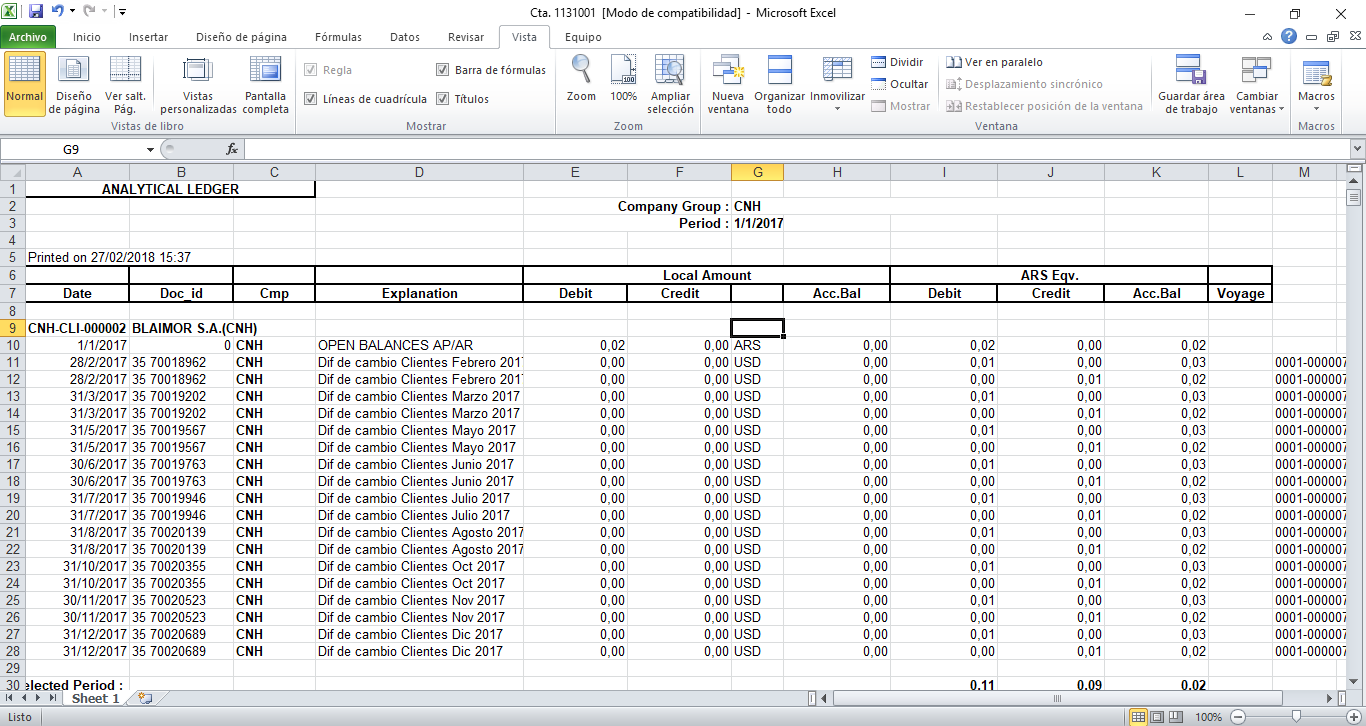 Cta. 1131001 [Modo de compatibilidad] - Microsoft Excel
Archivo Inicio Insertar Diseño de página Fórmulas Datos Revisar Vista Equipo
Normal Diseño de página Ver salt. Pág. Vistas personalizadas Pantalla completa
Vistas de libro
Regla Barra de fórmulas
Líneas de cuadrícula Títulos
Mostrar
Zoom 100% Ampliar selección
Zoom
Nueva ventana Organizar todo Inmovilizar
Dividir
Ocultar
Mostrar
Ver en paralelo
Desplazamiento sincrónico
Restablecer posición de la ventana
Ventana
Guardar área de trabajo Cambiar ventanas
Macros
Macros
G9 fx
A B C D E F G H I J K L M
1 ANALYTICAL LEDGER
2 Company Group : CNH
3 Period : 1/1/2017
4
5 Printed on 27/02/2018 15:37
6 Local Amount ARS Eqv.
7 Date Doc_id Cmp Explanation Debit Credit Acc.Bal Debit Credit Acc.Bal Voyage
8
9 CNH-CLI-000002 BLAIMOR S.A.(CNH)
10 1/1/2017 0 CNH OPEN BALANCES AP/AR 0,02 0,00 ARS 0,00 0,02 0,00 0,02
11 28/2/2017 35 70018962 CNH Dif de cambio Clientes Febrero 201 0,00 0,00 USD 0,00 0,01 0,00 0,03 0001-000007
12 28/2/2017 35 70018962 CNH Dif de cambio Clientes Febrero 201 0,00 0,00 USD 0,00 0,00 0,01 0,02 0001-000007
13 31/3/2017 35 70019202 CNH Dif de cambio Clientes Marzo 2017 0,00 0,00 USD 0,00 0,01 0,00 0,03 0001-000007
14 31/3/2017 35 70019202 CNH Dif de cambio Clientes Marzo 2017 0,00 0,00 USD 0,00 0,00 0,01 0,02 0001-000007
15 31/5/2017 35 70019567 CNH Dif de cambio Clientes Mayo 2017 0,00 0,00 USD 0,00 0,01 0,00 0,03 0001-000007
16 31/5/2017 35 70019567 CNH Dif de cambio Clientes Mayo 2017 0,00 0,00 USD 0,00 0,00 0,01 0,02 0001-000007
17 30/6/2017 35 70019763 CNH Dif de cambio Clientes Junio 2017 0,00 0,00 USD 0,00 0,01 0,00 0,03 0001-000007
18 30/6/2017 35 70019763 CNH Dif de cambio Clientes Junio 2017 0,00 0,00 USD 0,00 0,00 0,01 0,02 0001-000007
19 31/7/2017 35 70019946 CNH Dif de cambio Clientes Julio 2017 0,00 0,00 USD 0,00 0,01 0,00 0,03 0001-000007
20 31/7/2017 35 70019946 CNH Dif de cambio Clientes Julio 2017 0,00 0,00 USD 0,00 0,00 0,01 0,02 0001-000007
21 31/8/2017 35 70020139 CNH Dif de cambio Clientes Agosto 2017 0,00 0,00 USD 0,00 0,01 0,00 0,03 0001-000007
22 31/8/2017 35 70020139 CNH Dif de cambio Clientes Agosto 2017 0,00 0,00 USD 0,00 0,00 0,01 0,02 0001-000007
23 31/10/2017 35 70020355 CNH Dif de cambio Clientes Oct 2017 0,00 0,00 USD 0,00 0,01 0,00 0,03 0001-000007
24 31/10/2017 35 70020355 CNH Dif de cambio Clientes Oct 2017 0,00 0,00 USD 0,00 0,00 0,01 0,02 0001-000007
25 30/11/2017 35 70020523 CNH Dif de cambio Clientes Nov 2017 0,00 0,00 USD 0,00 0,01 0,00 0,03 0001-000007
26 30/11/2017 35 70020523 CNH Dif de cambio Clientes Nov 2017 0,00 0,00 USD 0,00 0,00 0,01 0,02 0001-000007
27 31/12/2017 35 70020689 CNH Dif de cambio Clientes Dic 2017 0,00 0,00 USD 0,00 0,01 0,00 0,03 0001-000007
28 31/12/2017 35 70020689 CNH Dif de cambio Clientes Dic 2017 0,00 0,00 USD 0,00 0,00 0,01 0,02 0001-000007
29
30 elected Period : 0,11 0,09 0,02
Sheet 1
Listo 100%